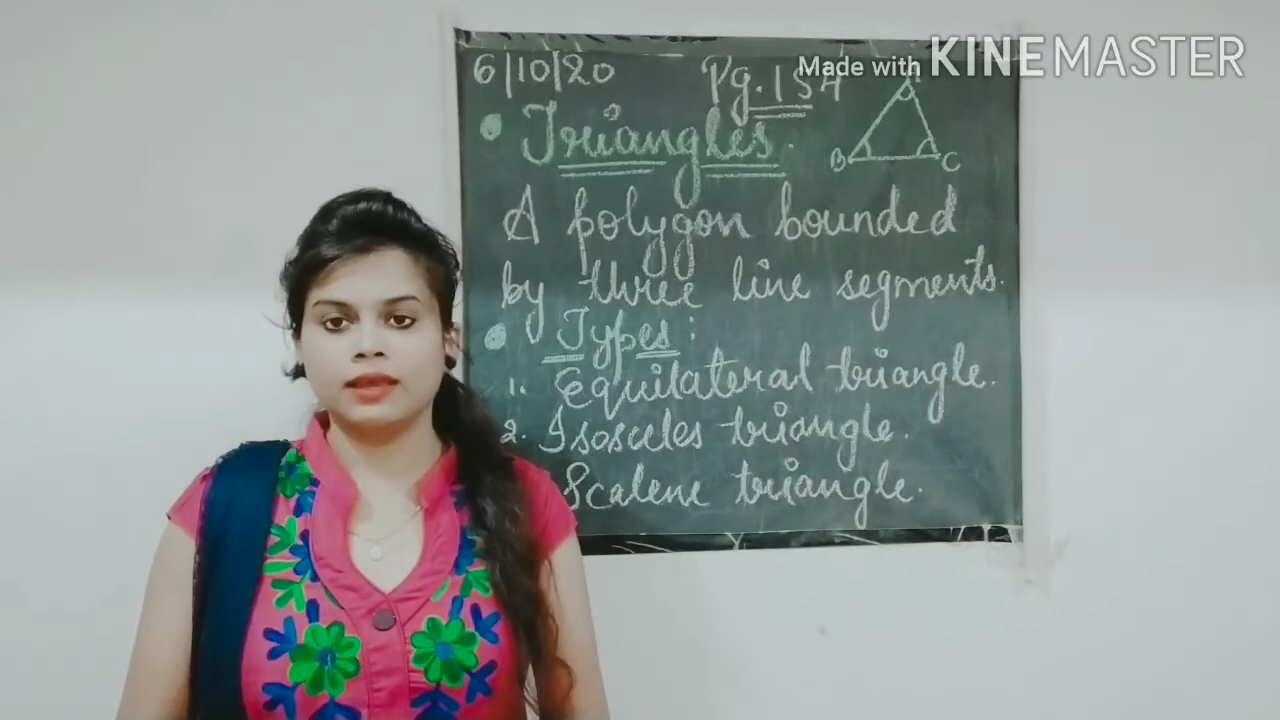 6/10/20 Pg. 154
Made with KINEMASTER
A
• Triangles.
B C
A polygon bounded
by three line segments.
• Types:
1. Equilateral triangle.
2. Isosceles triangle.
Scalene triangle.